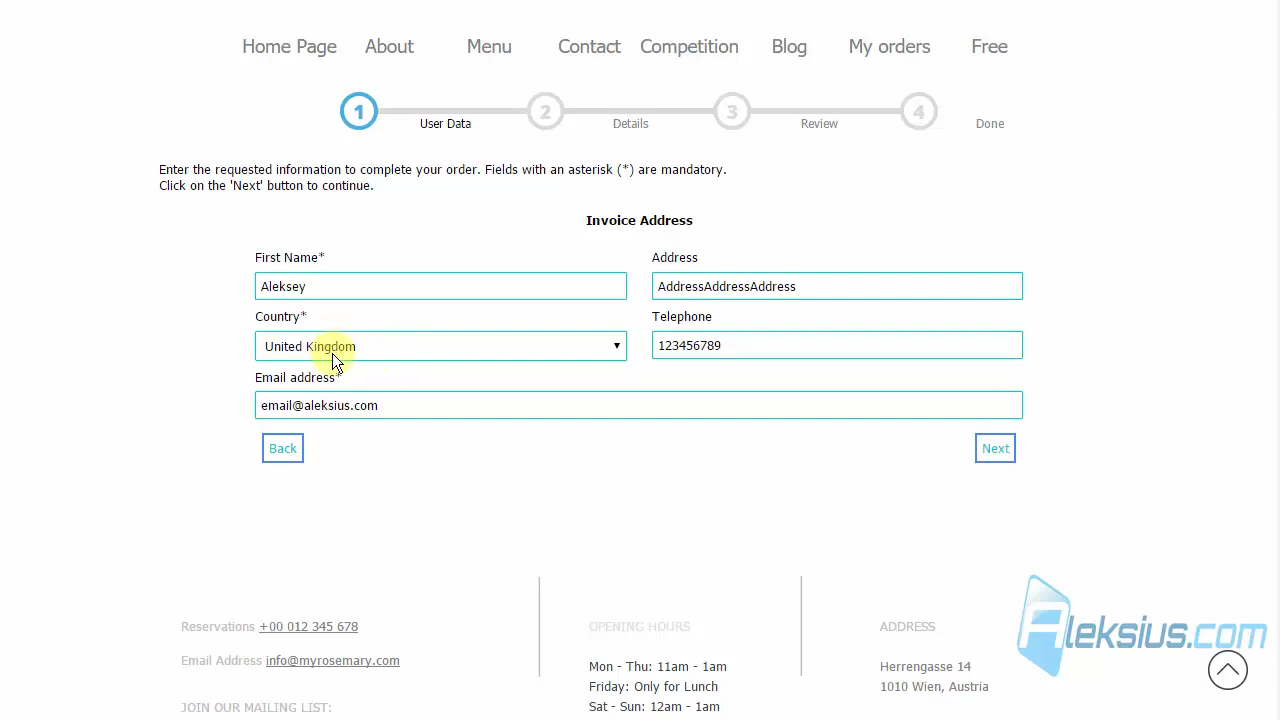 Home Page About Menu Contact Competition Blog My orders Free
1 2 3 4
User Data Details Review Done
Enter the requested information to complete your order. Fields with an asterisk (*) are mandatory.
Click on the 'Next' button to continue.
Invoice Address
First Name* Address
Aleksey AddressAddressAddress
Country* Telephone
United Kingdom 123456789
Email address*
email@aleksius.com
Back Next
Reservations +00 012 345 678
Email Address info@myrosemary.com
JOIN OUR MAILING LIST:
OPENING HOURS
Mon - Thu: 11am - 1am
Friday: Only for Lunch
Sat - Sun: 12am - 1am
ADDRESS
Herrengasse 14
1010 Wien, Austria
Aleksius.com